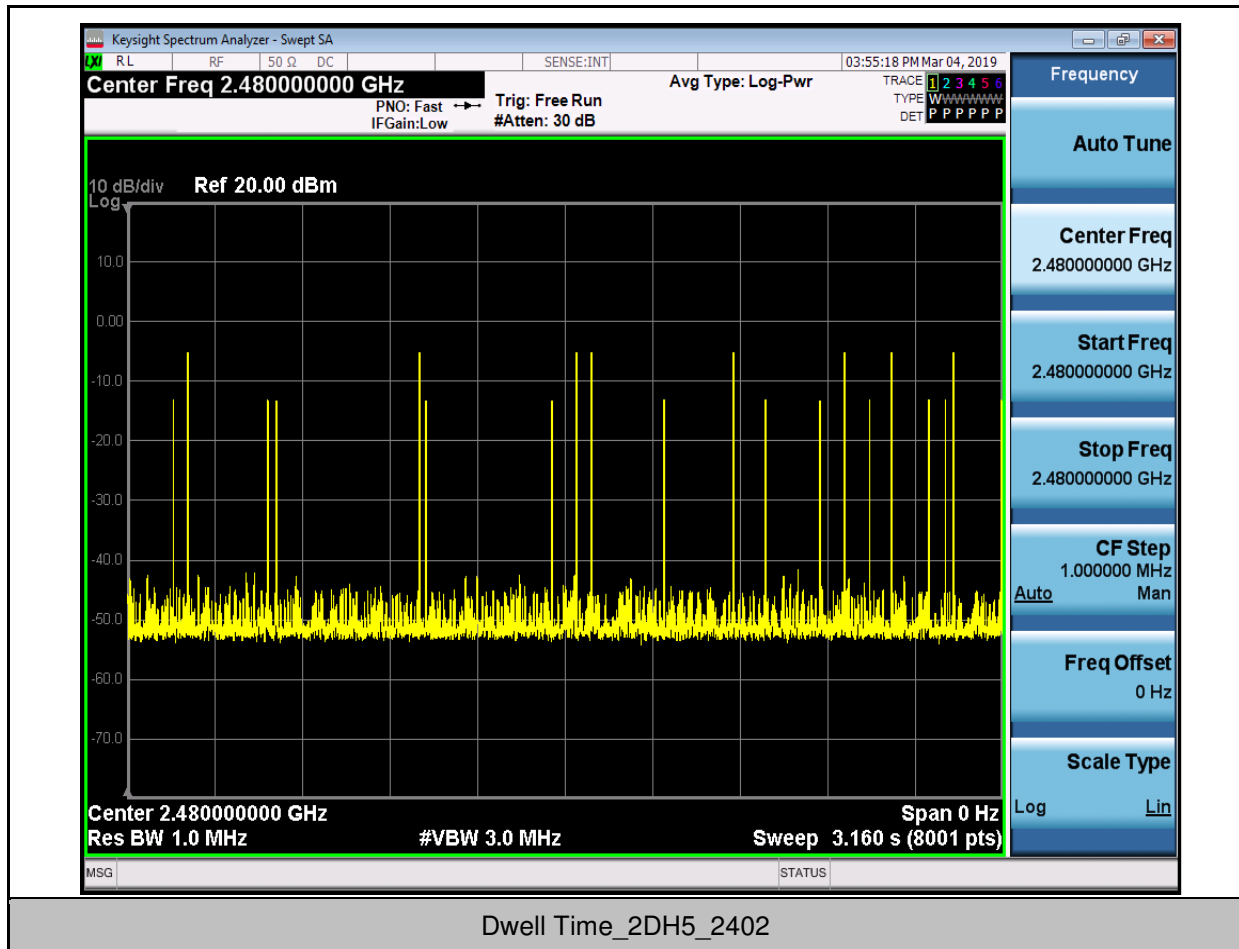 Keysight Spectrum Analyzer - Swept SA
LXI RL RF 50 Ω DC SENSE:INT 03:55:18 PM Mar 04, 2019
Center Freq 2.480000000 GHz
PNO: Fast
IFGain:Low
Trig: Free Run
#Atten: 30 dB
Avg Type: Log-Pwr
TRACE 1 2 3 4 5 6
TYPE WWWWWW
DET P P P P P P
10 dB/div Ref 20.00 dBm
Log
10.0
0.00
-10.0
-20.0
-30.0
-40.0
-50.0
-60.0
-70.0
Center 2.480000000 GHz Span 0 Hz
Res BW 1.0 MHz #VBW 3.0 MHz Sweep 3.160 s (8001 pts)
MSG STATUS
Frequency
Auto Tune
Center Freq
2.480000000 GHz
Start Freq
2.480000000 GHz
Stop Freq
2.480000000 GHz
CF Step
1.000000 MHz
Auto Man
Freq Offset
0 Hz
Scale Type
Log Lin
Dwell Time_2DH5_2402